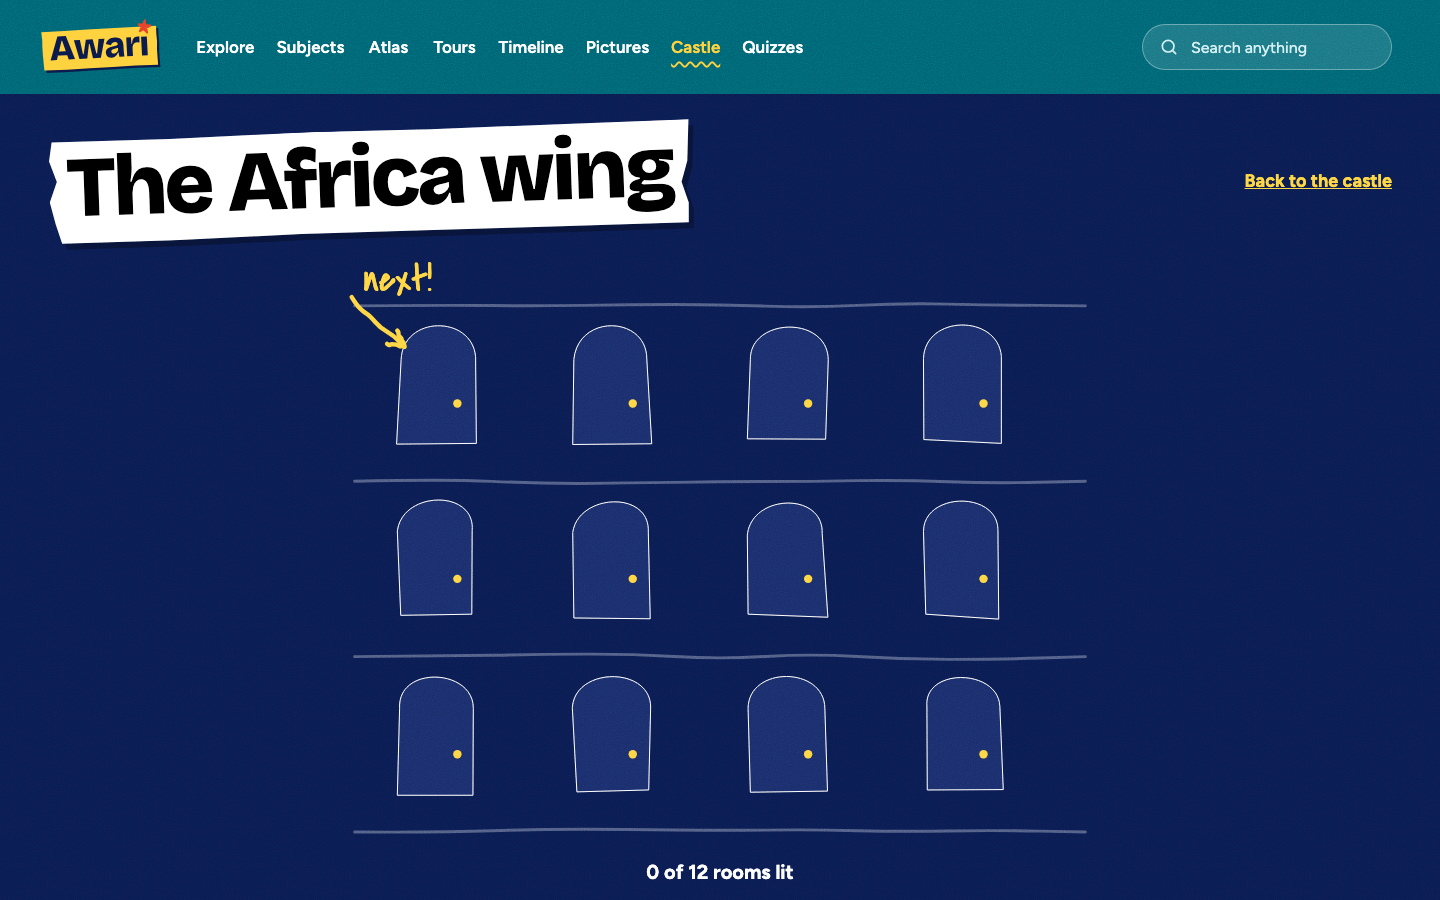 Awari
Explore Subjects Atlas Tours Timeline Pictures Castle Quizzes
Search anything
The Africa wing
Back to the castle
next!
0 of 12 rooms lit